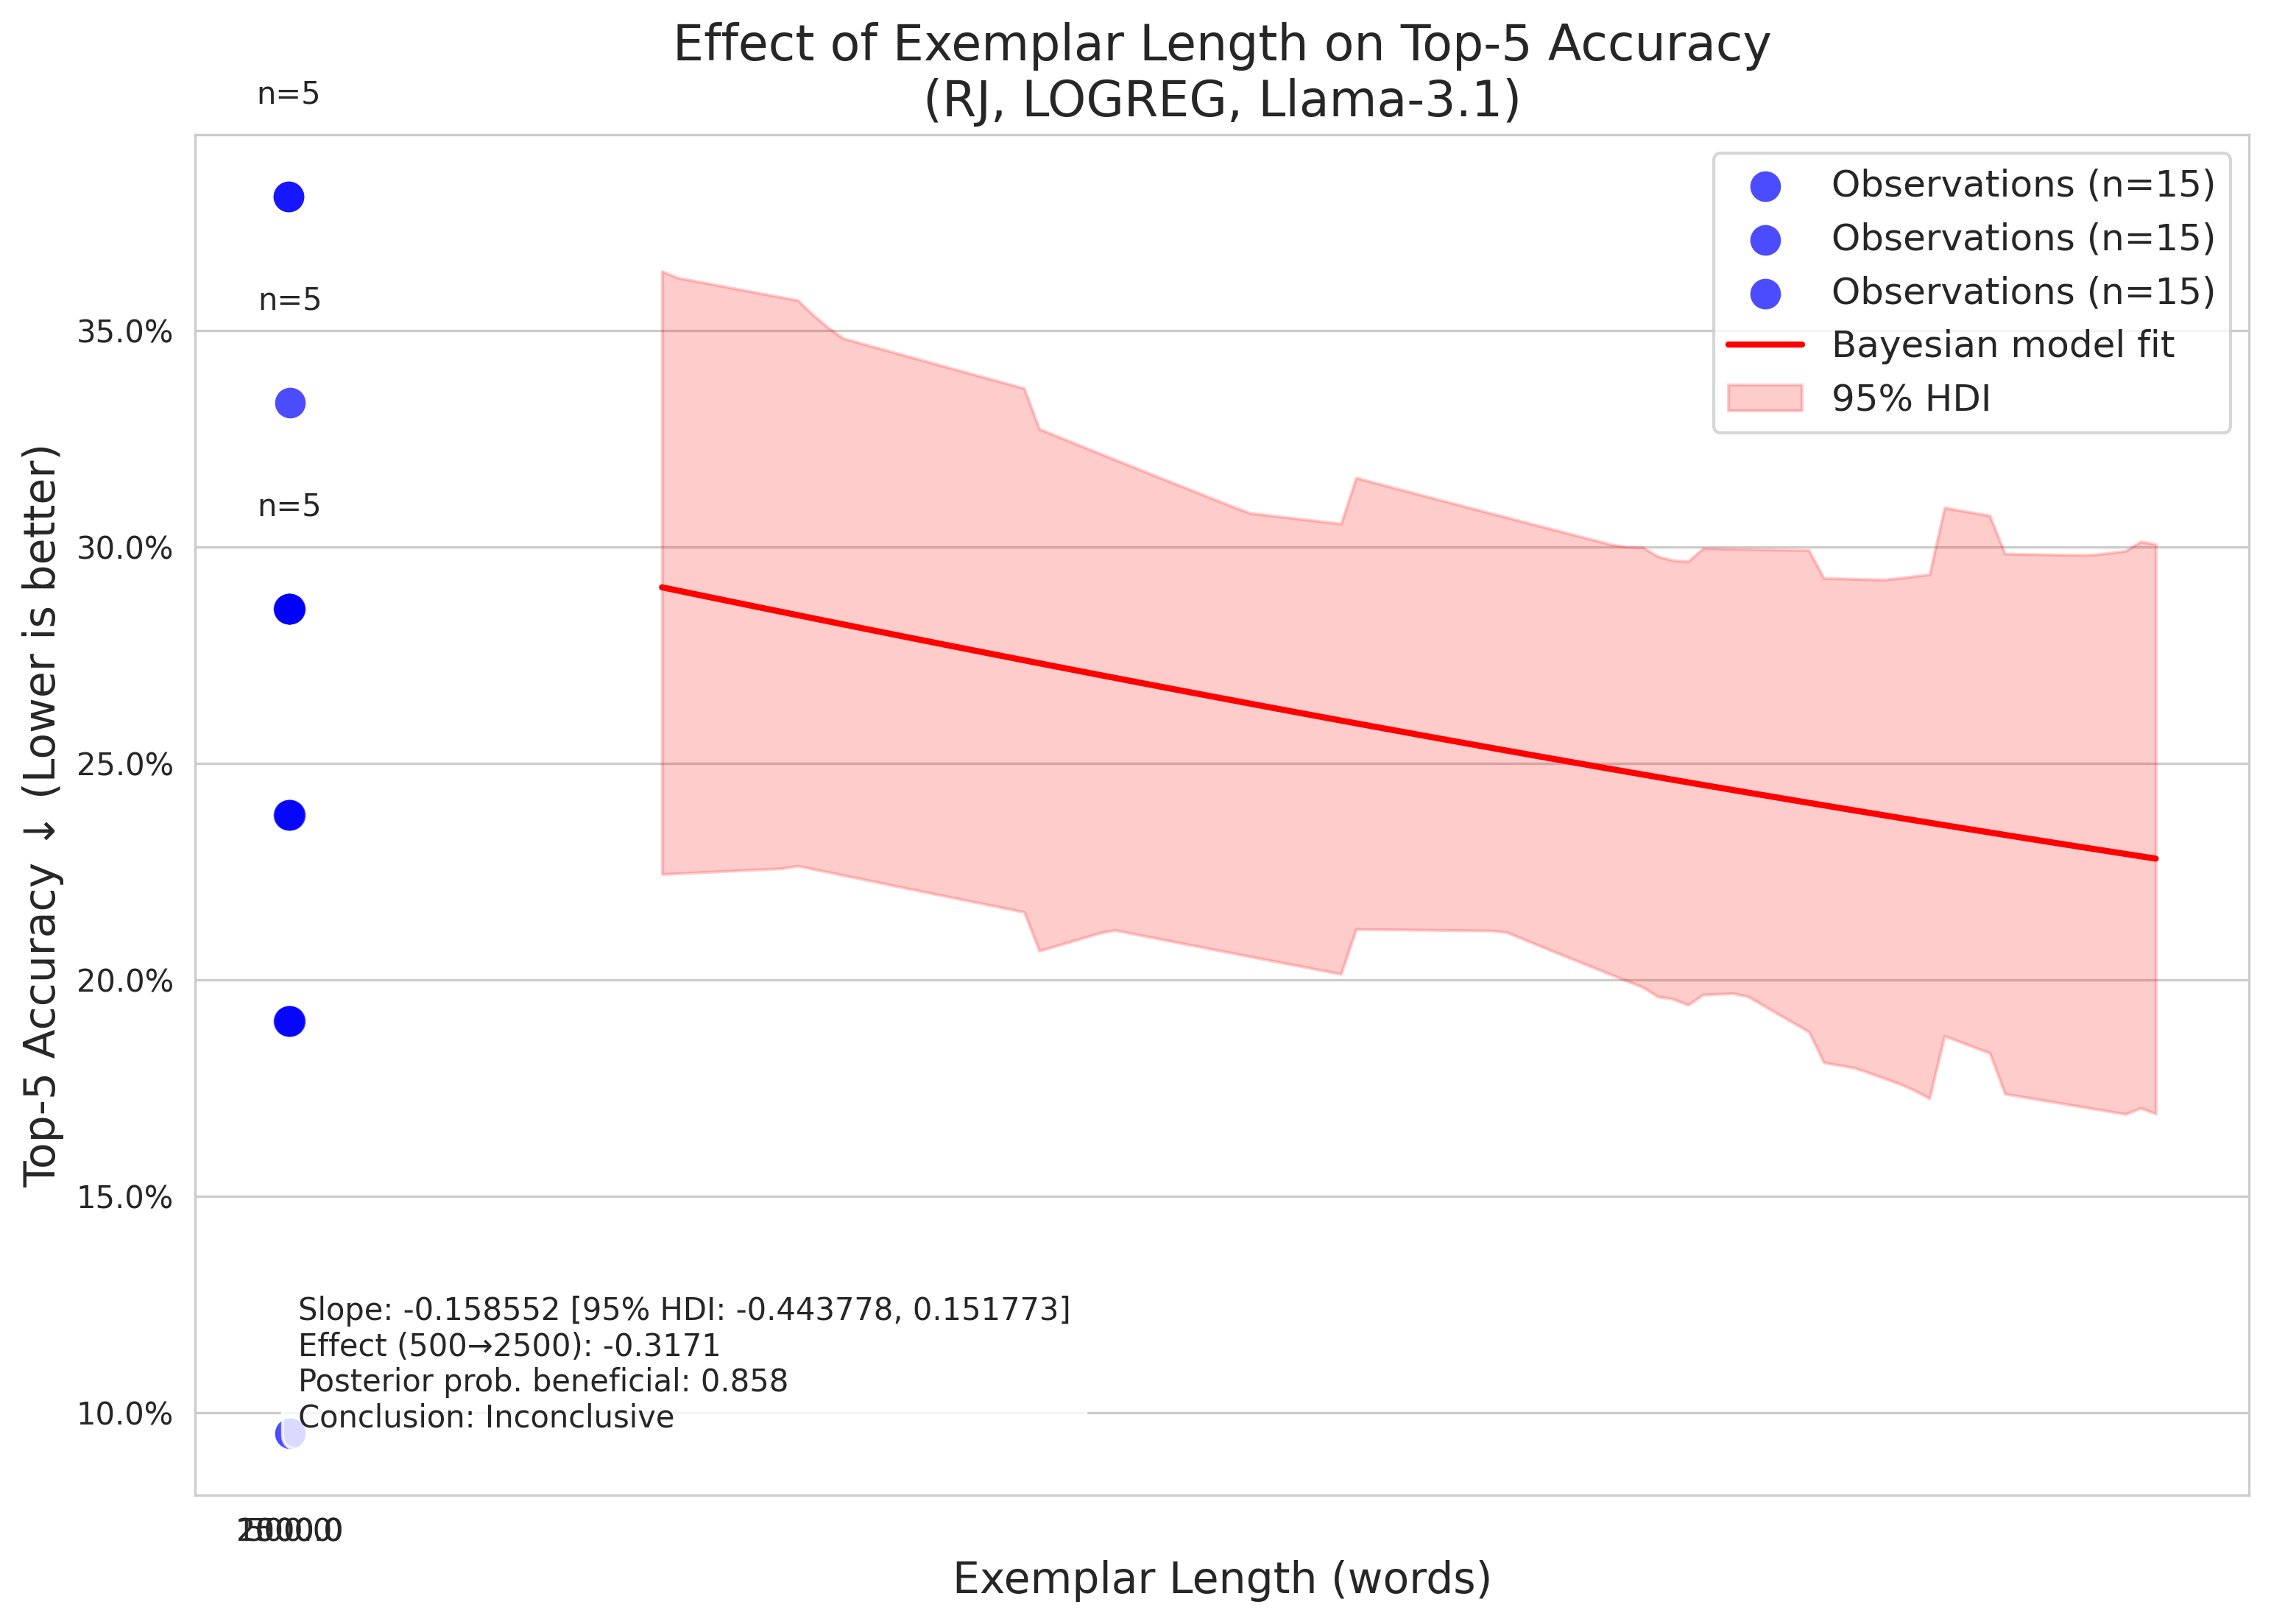 Effect of Exemplar Length on Top-5 Accuracy
(RJ, LOGREG, Llama-3.1)
n=5
n=5
n=5
Observations (n=15)
Observations (n=15)
Observations (n=15)
Bayesian model fit
95% HDI
Top-5 Accuracy ↓ (Lower is better)
35.0%
30.0%
25.0%
20.0%
15.0%
10.0%
Slope: -0.158552 [95% HDI: -0.443778, 0.151773]
Effect (500→2500): -0.3171
Posterior prob. beneficial: 0.858
Conclusion: Inconclusive
Exemplar Length (words)